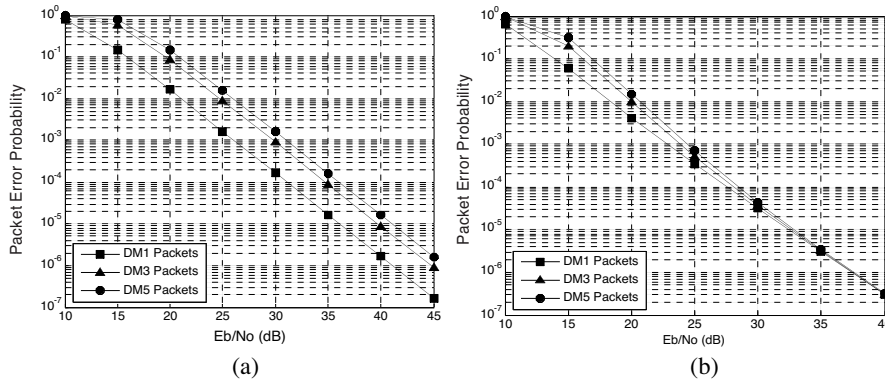 Packet Error Probability
10^0
10^-1
10^-2
10^-3
10^-4
10^-5
10^-6
10^-7
DM1 Packets
DM3 Packets
DM5 Packets
10 15 20 25 30 35 40 45
Eb/No (dB)
(a)
Packet Error Probability
10^0
10^-1
10^-2
10^-3
10^-4
10^-5
10^-6
10^-7
DM1 Packets
DM3 Packets
DM5 Packets
10 15 20 25 30 35
Eb/No (dB)
(b)